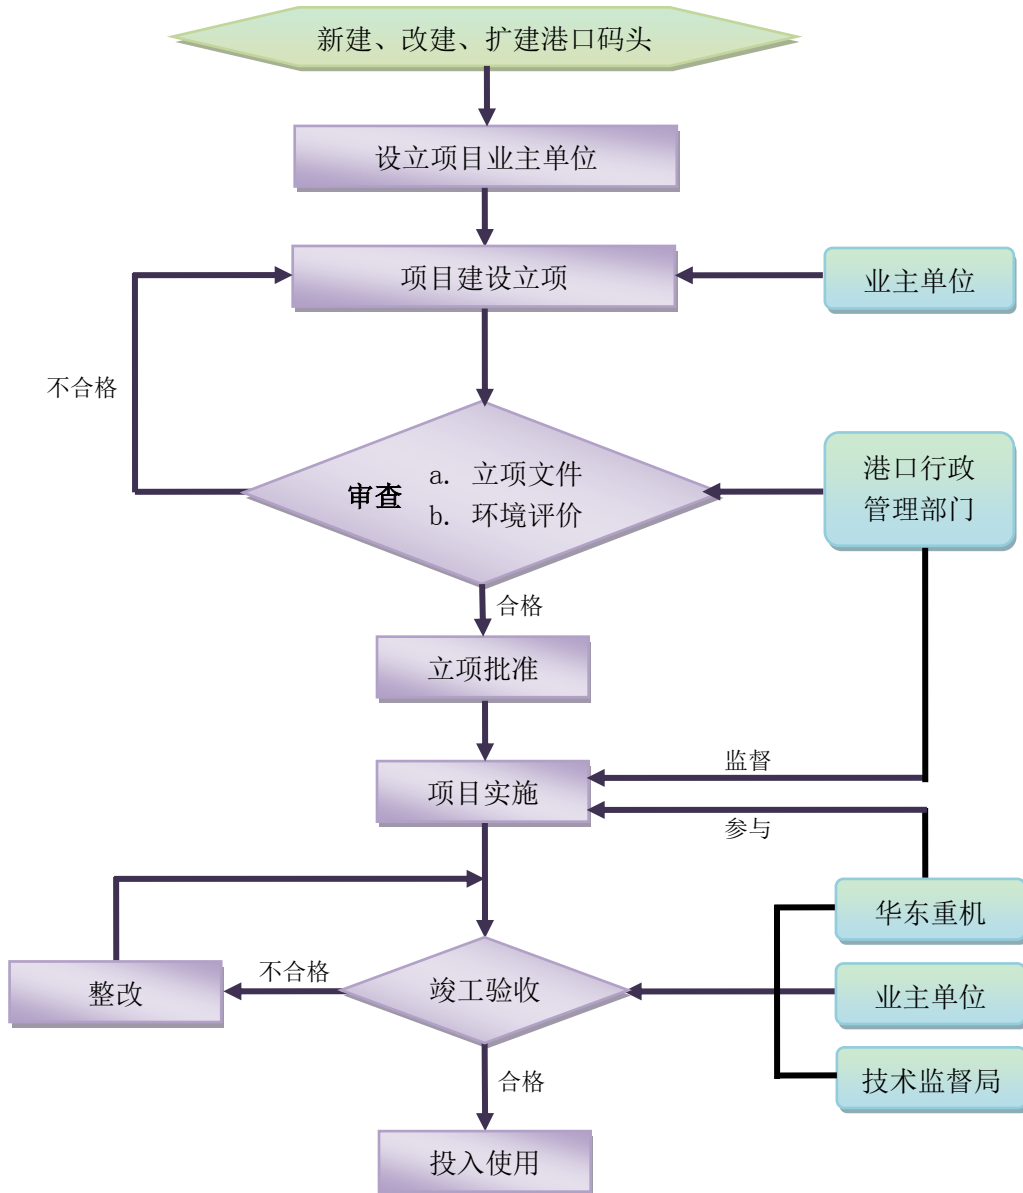 新建、改建、扩建港口码头
设立项目业主单位
项目建设立项
业主单位
不合格
审查
a. 立项文件
b. 环境评价
港口行政
管理部门
合格
立项批准
监督
项目实施
参与
华东重机
不合格
整改
竣工验收
业主单位
技术监督局
合格
投入使用